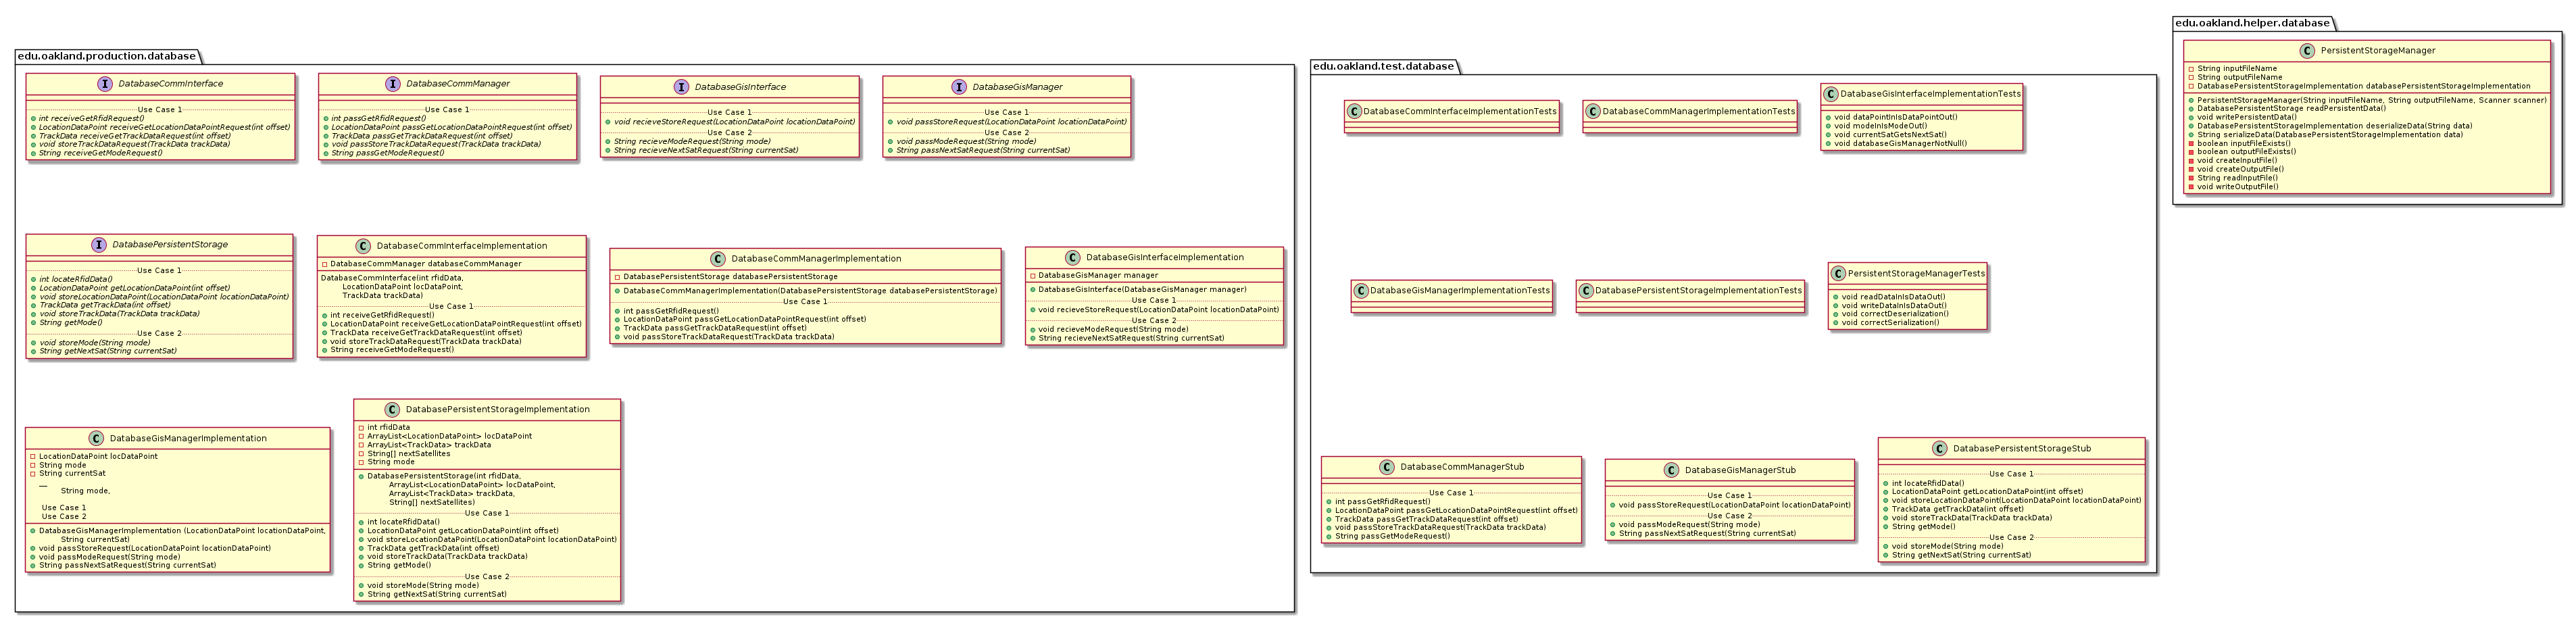 edu.oakland.production.database
I DatabaseCommInterface
Use Case 1
int receiveGetRfidRequest()
LocationDataPoint receiveGetLocationDataPointRequest(int offset)
TrackData receiveGetTrackDataRequest(int offset)
void storeTrackDataRequest(TrackData trackData)
String receiveGetModeRequest()
I DatabaseCommManager
Use Case 1
int passGetRfidRequest()
LocationDataPoint passGetLocationDataPointRequest(int offset)
TrackData passGetTrackDataRequest(int offset)
void passStoreTrackDataRequest(TrackData trackData)
String passGetModeRequest()
I DatabaseGisInterface
Use Case 1
void recieveStoreRequest(LocationDataPoint locationDataPoint)
Use Case 2
String recieveModeRequest(String mode)
String recieveNextSatRequest(String currentSat)
I DatabaseGisManager
Use Case 1
void passStoreRequest(LocationDataPoint locationDataPoint)
Use Case 2
void passModeRequest(String mode)
String passNextSatRequest(String currentSat)
I DatabasePersistentStorage
Use Case 1
int locateRfidData()
LocationDataPoint getLocationDataPoint(int offset)
void storeLocationDataPoint(LocationDataPoint locationDataPoint)
TrackData getTrackData(int offset)
void storeTrackData(TrackData trackData)
String getMode()
Use Case 2
void storeMode(String mode)
String getNextSat(String currentSat)
C DatabaseCommInterfaceImplementation
DatabaseCommManager databaseCommManager
DatabaseCommInterface(int rfidData,
LocationDataPoint locDataPoint,
TrackData trackData)
Use Case 1
int receiveGetRfidRequest()
LocationDataPoint receiveGetLocationDataPointRequest(int offset)
TrackData receiveGetTrackDataRequest(int offset)
void storeTrackDataRequest(TrackData trackData)
String receiveGetModeRequest()
C DatabaseCommManagerImplementation
DatabasePersistentStorage databasePersistentStorage
DatabaseCommManagerImplementation(DatabasePersistentStorage databasePersistentStorage)
Use Case 1
int passGetRfidRequest()
LocationDataPoint passGetLocationDataPointRequest(int offset)
TrackData passGetTrackDataRequest(int offset)
void passStoreTrackDataRequest(TrackData trackData)
C DatabaseGisInterfaceImplementation
DatabaseGisManager manager
DatabaseGisInterface(DatabaseGisManager manager)
Use Case 1
void recieveStoreRequest(LocationDataPoint locationDataPoint)
Use Case 2
void recieveModeRequest(String mode)
String recieveNextSatRequest(String currentSat)
C DatabaseGisManagerImplementation
LocationDataPoint locDataPoint
String mode
String currentSat
__
String mode,
Use Case 1
Use Case 2
DatabaseGisManagerImplementation (LocationDataPoint locationDataPoint,
String currentSat)
void passStoreRequest(LocationDataPoint locationDataPoint)
void passModeRequest(String mode)
String passNextSatRequest(String currentSat)
C DatabasePersistentStorageImplementation
int rfidData
ArrayList<LocationDataPoint> locDataPoint
ArrayList<TrackData> trackData
String[] nextSatellites
String mode
DatabasePersistentStorage(int rfidData,
ArrayList<LocationDataPoint> locDataPoint,
ArrayList<TrackData> trackData,
String[] nextSatellites)
Use Case 1
int locateRfidData()
LocationDataPoint getLocationDataPoint(int offset)
void storeLocationDataPoint(LocationDataPoint locationDataPoint)
TrackData getTrackData(int offset)
void storeTrackData(TrackData trackData)
String getMode()
Use Case 2
void storeMode(String mode)
String getNextSat(String currentSat)
edu.oakland.test.database
C DatabaseCommInterfaceImplementationTests
C DatabaseCommManagerImplementationTests
C DatabaseGisInterfaceImplementationTests
void dataPointInIsDataPointOut()
void modeInIsModeOut()
void currentSatGetsNextSat()
void databaseGisManagerNotNull()
C DatabaseGisManagerImplementationTests
C DatabasePersistentStorageImplementationTests
C PersistentStorageManagerTests
void readDataInIsDataOut()
void writeDataInIsDataOut()
void correctDeserialization()
void correctSerialization()
C DatabaseCommManagerStub
Use Case 1
int passGetRfidRequest()
LocationDataPoint passGetLocationDataPointRequest(int offset)
TrackData passGetTrackDataRequest(int offset)
void passStoreTrackDataRequest(TrackData trackData)
String passGetModeRequest()
C DatabaseGisManagerStub
Use Case 1
void passStoreRequest(LocationDataPoint locationDataPoint)
Use Case 2
void passModeRequest(String mode)
String passNextSatRequest(String currentSat)
C DatabasePersistentStorageStub
Use Case 1
int locateRfidData()
LocationDataPoint getLocationDataPoint(int offset)
void storeLocationDataPoint(LocationDataPoint locationDataPoint)
TrackData getTrackData(int offset)
void storeTrackData(TrackData trackData)
String getMode()
Use Case 2
void storeMode(String mode)
String getNextSat(String currentSat)
edu.oakland.helper.database
C PersistentStorageManager
String inputFileName
String outputFileName
DatabasePersistentStorageImplementation databasePersistentStorageImplementation
PersistentStorageManager(String inputFileName, String outputFileName, Scanner scanner)
DatabasePersistentStorage readPersistentData()
void writePersistentData()
DatabasePersistentStorageImplementation deserializeData(String data)
String serializeData(DatabasePersistentStorageImplementation data)
boolean inputFileExists()
boolean outputFileExists()
void createInputFile()
void createOutputFile()
String readInputFile()
void writeOutputFile()